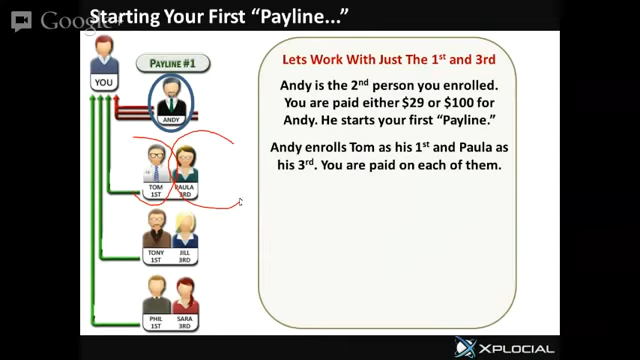 Google+
Starting Your First “Payline...”
YOU
PAYLINE #1
ANDY
TOM
1ST
PAULA
3RD
TONY
1ST
JILL
3RD
PHIL
1ST
SARA
3RD
Lets Work With Just The 1st and 3rd
Andy is the 2nd person you enrolled.
You are paid either $29 or $100 for
Andy. He starts your first “Payline.”
Andy enrolls Tom as his 1st and Paula as
his 3rd. You are paid on each of them.
XPLOCIAL